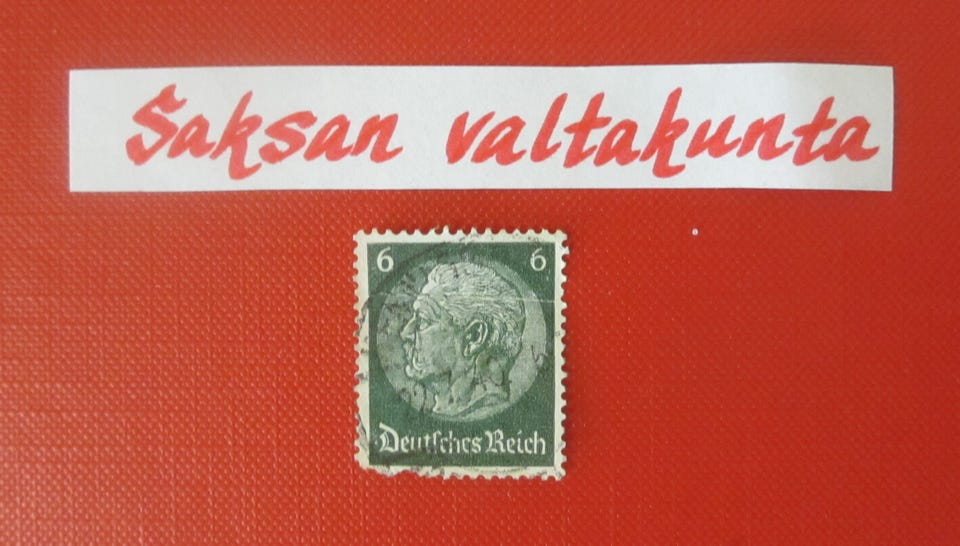 Saksan valtakunta
6 6
Deutsches Reich